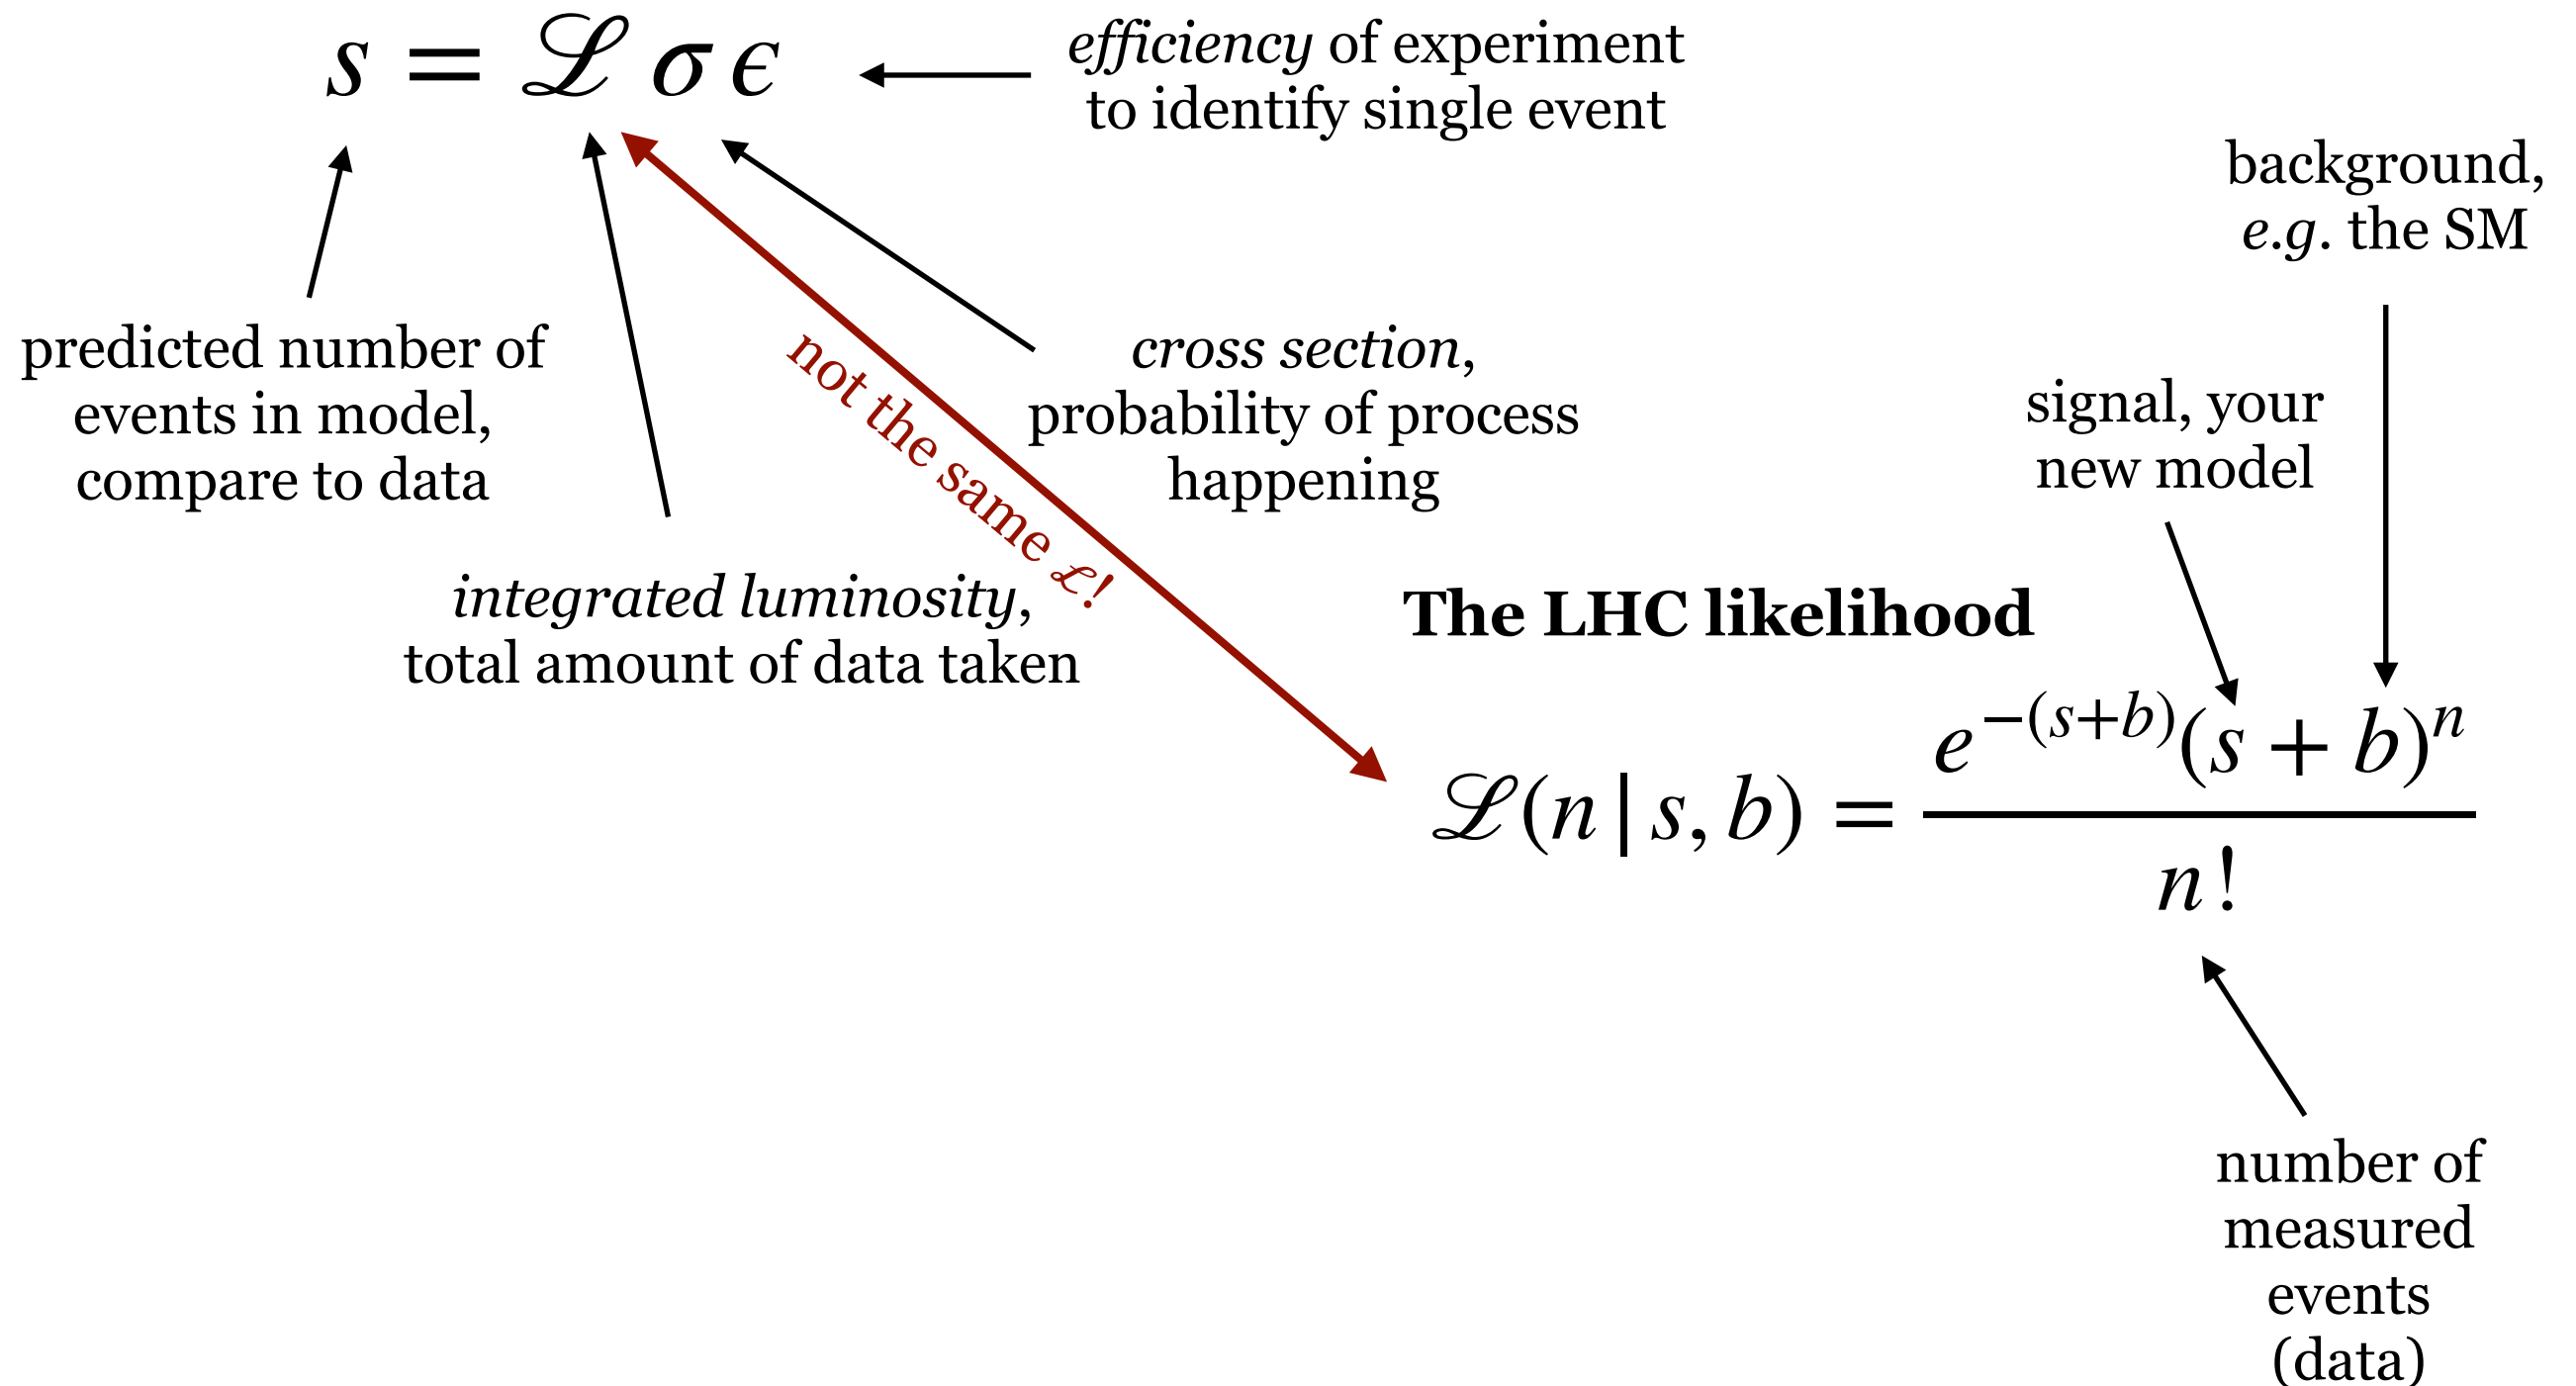 s = ℒ σ ϵ
efficiency of experiment
to identify single event
background,
e.g. the SM
predicted number of
events in model,
compare to data
cross section,
probability of process
happening
signal, your
new model
not the same ℒ!
integrated luminosity,
total amount of data taken
The LHC likelihood
ℒ(n | s, b) = e^{−(s+b)}(s + b)^n / n!
number of
measured
events
(data)